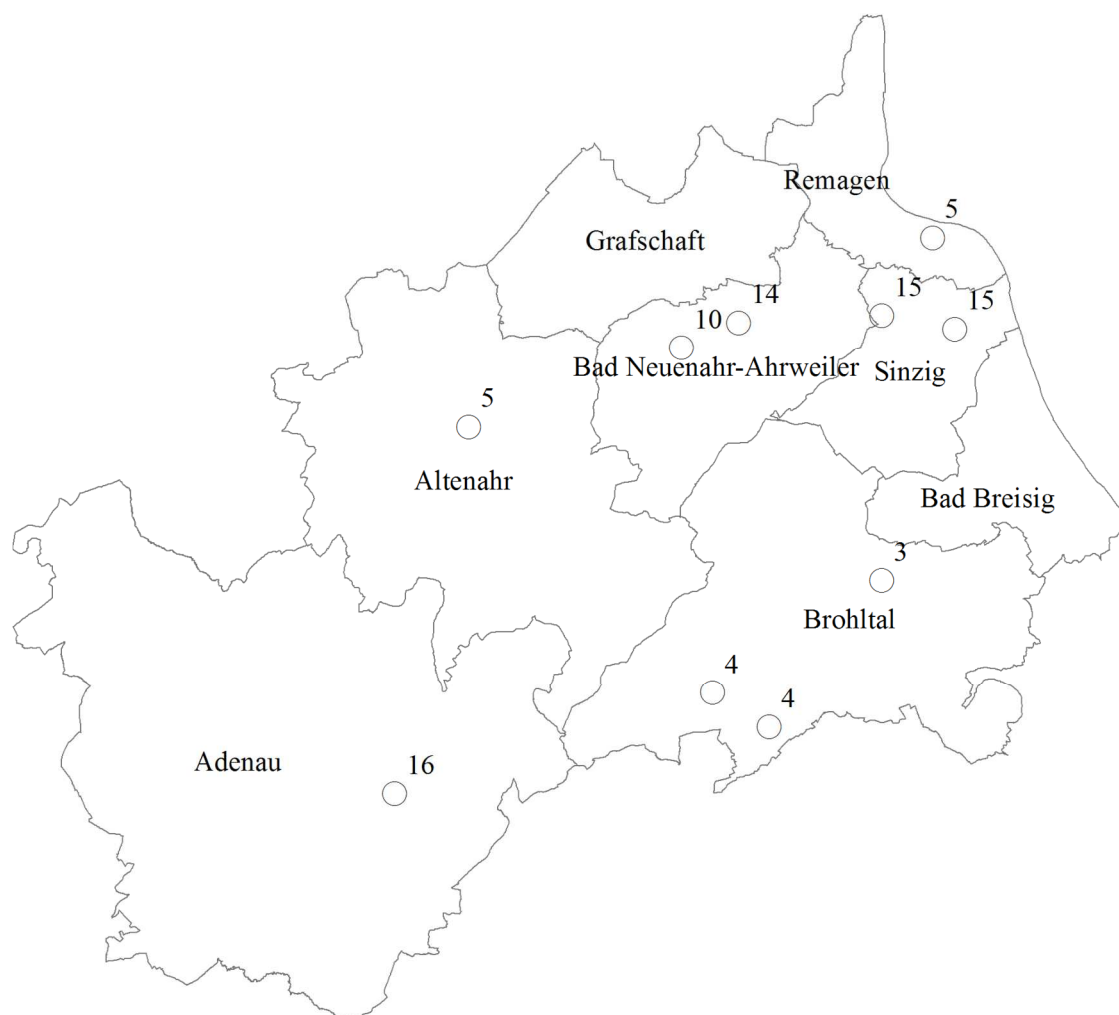 Remagen
5
Grafschaft
14
15
15
10
Bad Neuenahr-Ahrweiler
Sinzig
5
Altenahr
Bad Breisig
3
Brohltal
4
4
Adenau
16